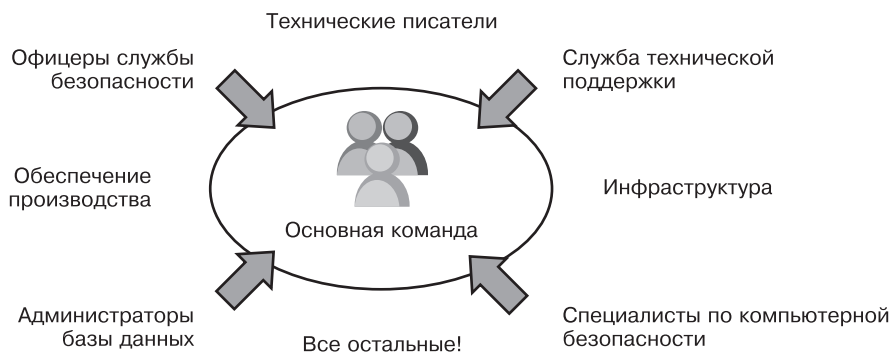 Технические писатели
Офицеры службы
безопасности
Служба технической
поддержки
Обеспечение
производства
Инфраструктура
Основная команда
Администраторы
базы данных
Специалисты по компьютерной
безопасности
Все остальные!